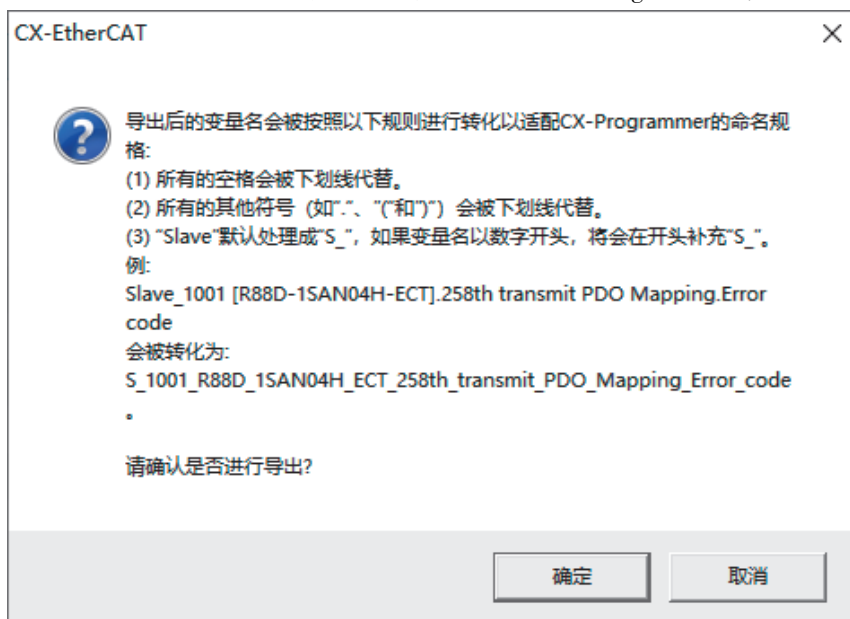 CX-EtherCAT
导出后的变量名会被按照以下规则进行转化以适配CX-Programmer的命名规
格:
(1) 所有的空格会被下划线代替。
(2) 所有的其他符号（如"."、"("和")"）会被下划线代替。
(3) "Slave"默认处理成"S_"，如果变量名以数字开头，将会在开头补充"S_"。
例:
Slave_1001 [R88D-1SAN04H-ECT].258th transmit PDO Mapping.Error
code
会被转化为:
S_1001_R88D_1SAN04H_ECT_258th_transmit_PDO_Mapping_Error_code
。
请确认是否进行导出?
确定
取消